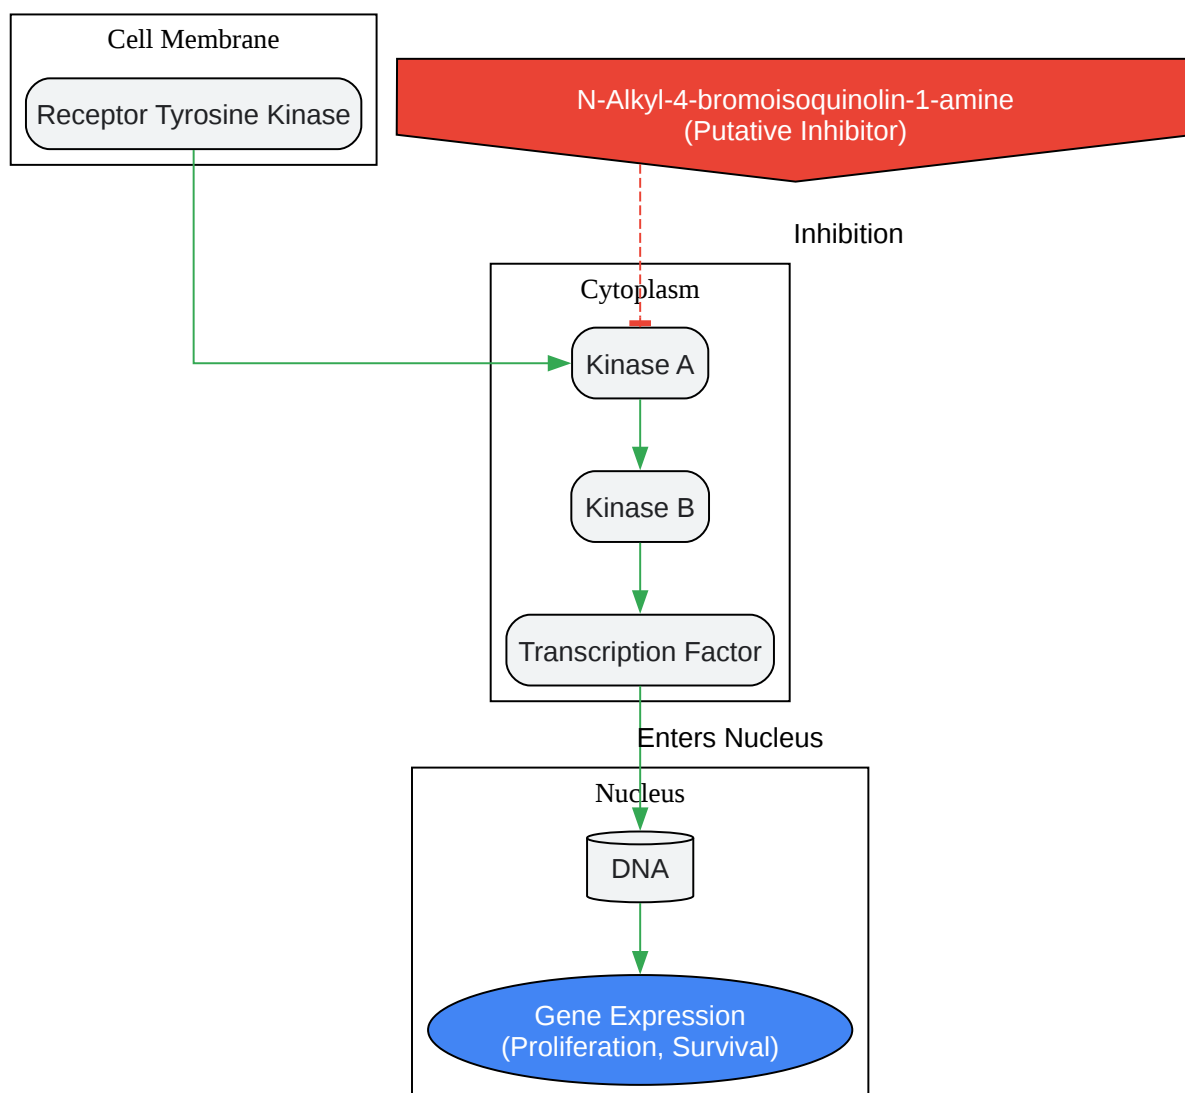 Cell Membrane
Receptor Tyrosine Kinase
N-Alkyl-4-bromoisoquinolin-1-amine
(Putative Inhibitor)
Inhibition
Cytoplasm
Kinase A
Kinase B
Transcription Factor
Enters Nucleus
Nucleus
DNA
Gene Expression
(Proliferation, Survival)